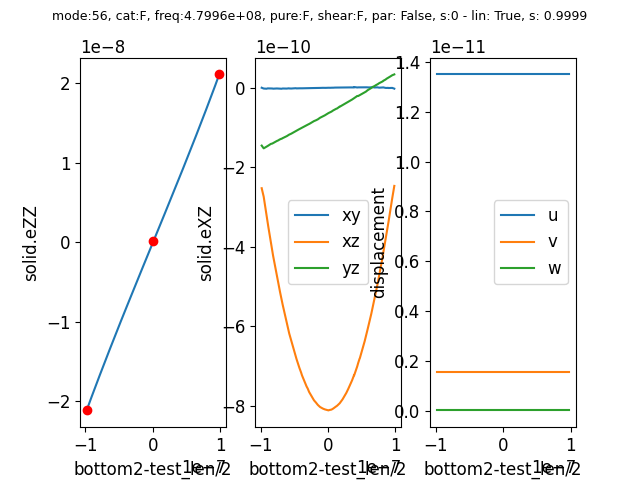 mode:56, cat:F, freq:4.7996e+08, pure:F, shear:F, par: False, s:0 - lin: True, s: 0.9999
1e−8
2
1
0
−1
−2
solid.eZZ
−1
0
1
1e−7
bottom2-test_len/2
1e−10
0
−2
−4
−6
−8
solid.eXZ
xy
xz
yz
−1
0
1
1e−7
bottom2-test_len/2
1e−11
1.4
1.2
1.0
0.8
0.6
0.4
0.2
0.0
displacement
u
v
w
−1
0
1
1e−7
bottom2-test_len/2